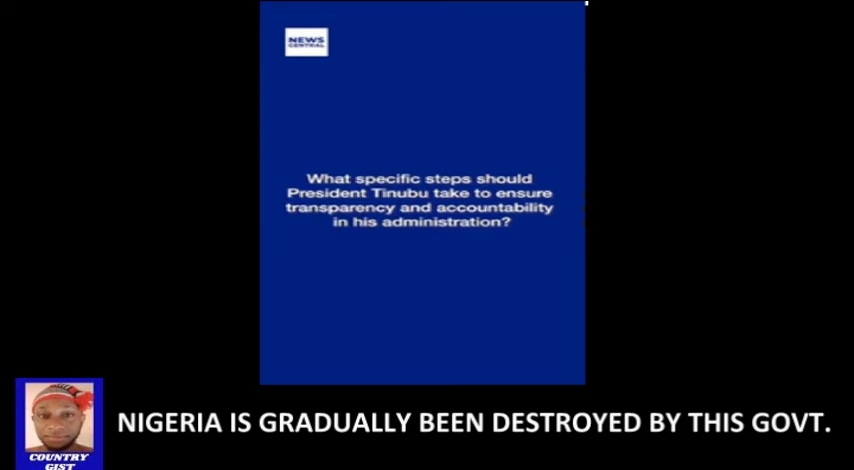 NEWS
CENTRAL
What specific steps should
President Tinubu take to ensure
transparency and accountability
in his administration?
NIGERIA IS GRADUALLY BEEN DESTROYED BY THIS GOVT.
COUNTRY
GIST